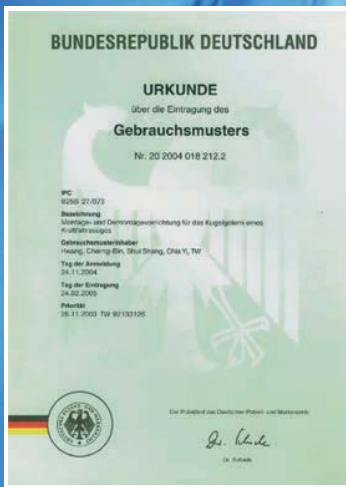 BUNDESREPUBLIK DEUTSCHLAND
URKUNDE
über die Eintragung des
Gebrauchsmusters
Nr. 20 2004 018 212.2
IPC
B25B 27/073
Bezeichnung
Montage- und Demontagevorrichtung für das Kugelgelenk eines
Kraftfahrzeuges
Gebrauchsmusterinhaber
Hwang, Cherng-Bin, Shui Shang, Chia Yi, TW
Tag der Anmeldung
24.11.2004
Tag der Eintragung
24.02.2005
Priorität
26.11.2003 TW 92133126
Der Präsident des Deutschen Patent- und Markenamts
Dr. Schade